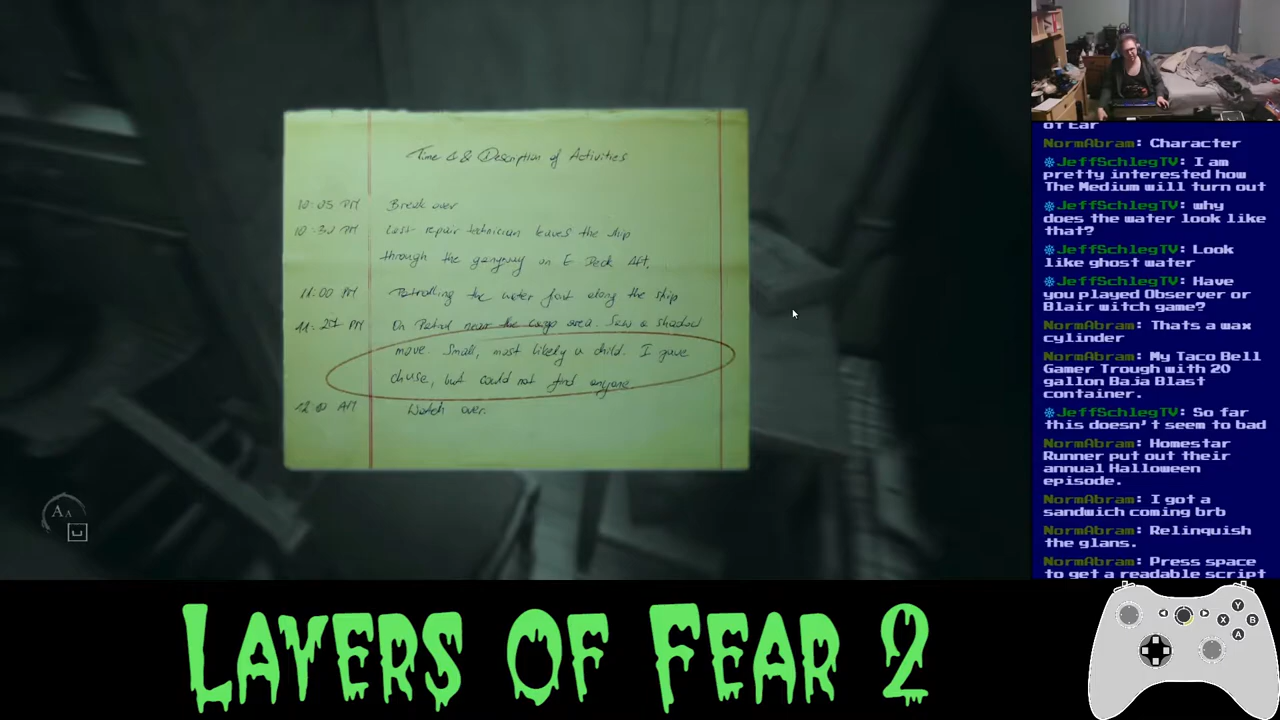 Time & Description of Activities
10:05 PM Break over
10:30 PM Last repair technician leaves the ship
through the gangway on E Deck Aft.
11:00 PM Patrolling the water front along the ship
11:27 PM On Patrol near the cargo area. Saw a shadow
move. Small, most likely a child. I gave
chase, but could not find anyone.
12:00 AM Watch over.
AA
LAYERS OF FEAR 2
of Ear
NormAbram: Character
JeffSchlegTV: I am
pretty interested how
The Medium will turn out
JeffSchlegTV: why
does the water look like
that?
JeffSchlegTV: Look
like ghost water
JeffSchlegTV: Have
you played Observer or
Blair witch game?
NormAbram: Thats a wax
cylinder
NormAbram: My Taco Bell
Gamer Trough with 20
gallon Baja Blast
container.
JeffSchlegTV: So far
this doesn't seem to bad
NormAbram: Homestar
Runner put out their
annual Halloween
episode.
NormAbram: I got a
sandwich coming brb
NormAbram: Relinquish
the glans.
NormAbram: Press space
to get a readable script
Y
X B
A